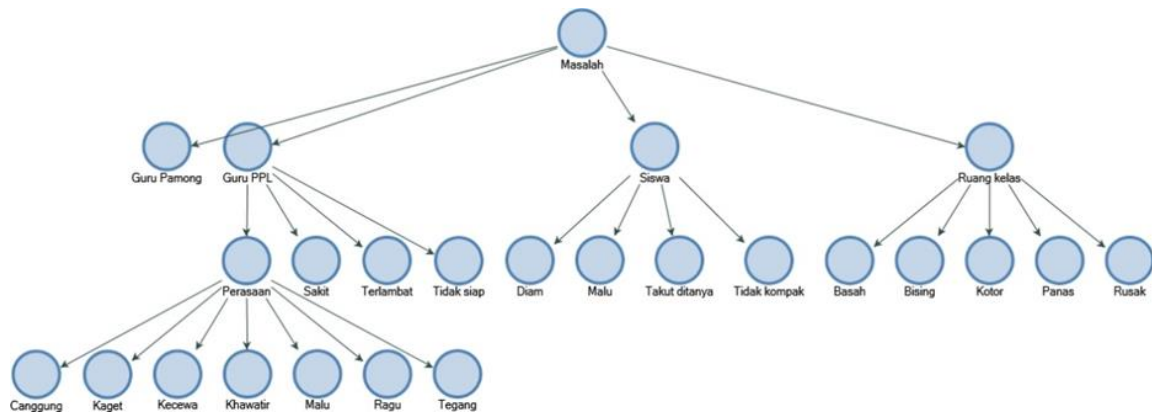 Masalah
Guru Pamong
Guru PPL
Siswa
Ruang kelas
Perasaan
Sakit
Terlambat
Tidak siap
Diam
Malu
Takut ditanya
Tidak kompak
Basah
Bising
Kotor
Panas
Rusak
Canggung
Kaget
Kecewa
Khawatir
Malu
Ragu
Tegang